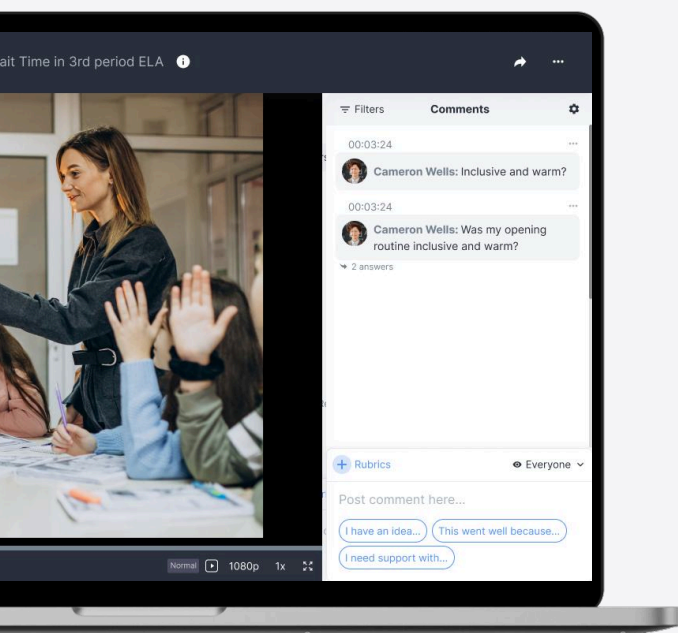 ait Time in 3rd period ELA
Filters
Comments
00:03:24
Cameron Wells: Inclusive and warm?
00:03:24
Cameron Wells: Was my opening
routine inclusive and warm?
2 answers
Rubrics
Everyone
Post comment here...
I have an idea...
This went well because...
I need support with...
Normal
1080p
1x